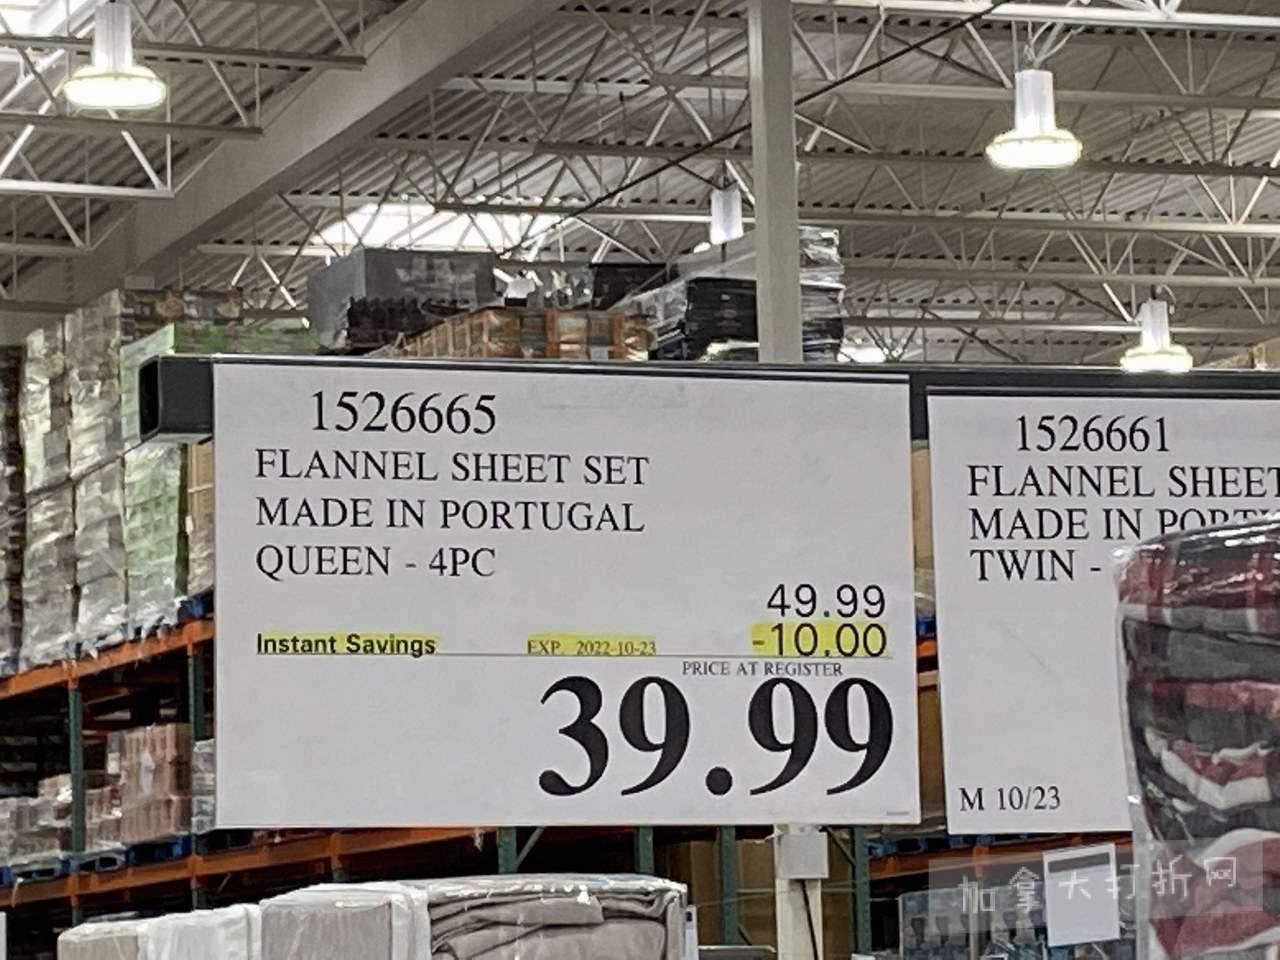 1526665
FLANNEL SHEET SET
MADE IN PORTUGAL
QUEEN - 4PC
49.99
Instant Savings EXP. 2022-10-23 -10.00
PRICE AT REGISTER
39.99
1526661
FLANNEL SHEET
MADE IN PORT
TWIN -
M 10/23
加拿大打折网